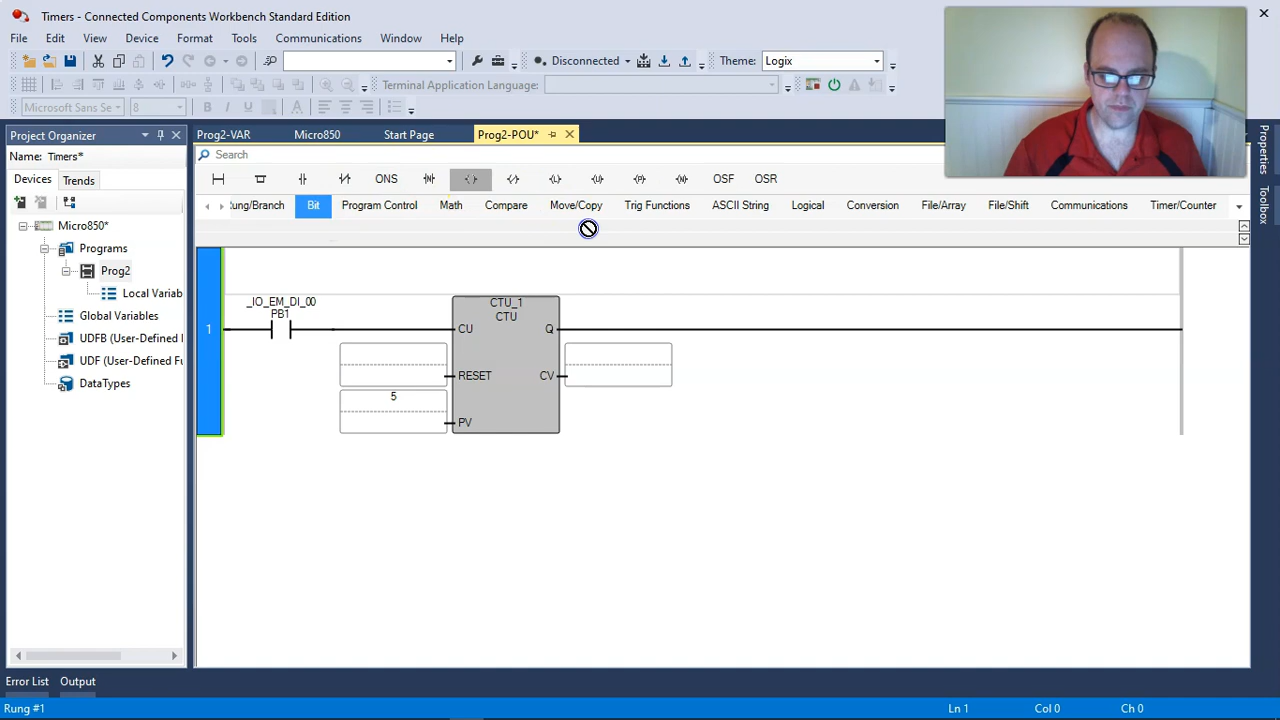 Timers - Connected Components Workbench Standard Edition
File Edit View Device Format Tools Communications Window Help
Disconnected Theme: Logix
Terminal Application Language:
Microsoft Sans Se 8 B I U A
Project Organizer
Name: Timers*
Devices Trends
Micro850*
Programs
Prog2
Local Variab
Global Variables
UDFB (User-Defined I
UDF (User-Defined Fu
DataTypes
Prog2-VAR Micro850 Start Page Prog2-POU*
Search
ONS OSF OSR
Rung/Branch Bit Program Control Math Compare Move/Copy Trig Functions ASCII String Logical Conversion File/Array File/Shift Communications Timer/Counter
1
_IO_EM_DI_00
PB1
CTU_1
CTU
CU Q
RESET CV
5
PV
Properties
Toolbox
Error List Output
Rung #1 Ln 1 Col 0 Ch 0